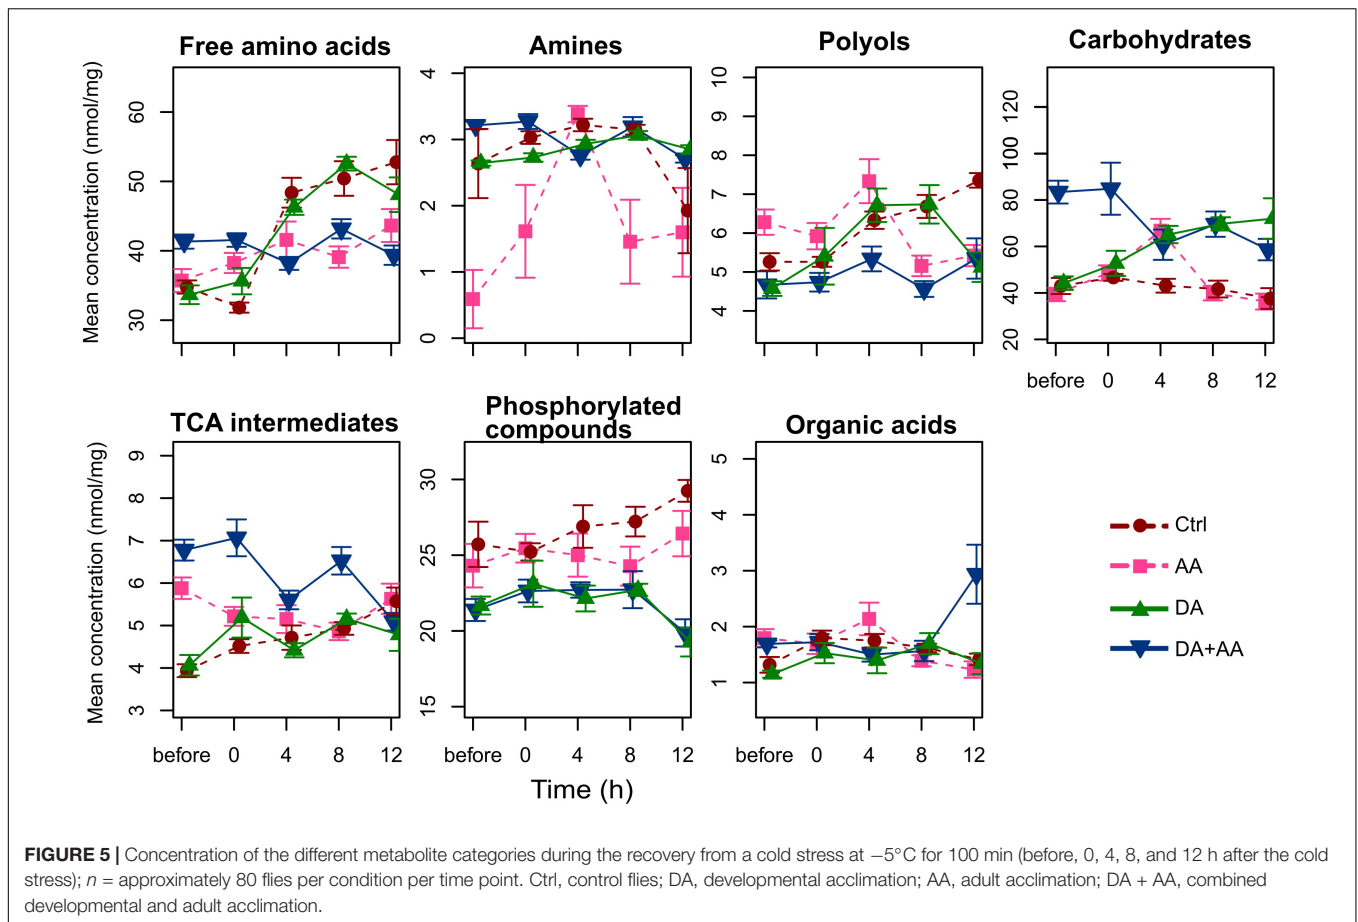 Free amino acids
Amines
Polyols
Carbohydrates
Mean concentration (nmol/mg)
60
50
40
30
4
3
2
1
0
10
9
8
7
6
5
4
120
100
80
60
40
20
before 0 4 8 12
TCA intermediates
Phosphorylated
compounds
Organic acids
Mean concentration (nmol/mg)
9
8
7
6
5
4
3
30
25
20
15
5
4
3
2
1
Ctrl
AA
DA
DA+AA
before 0 4 8 12
before 0 4 8 12
before 0 4 8 12
Time (h)
FIGURE 5 | Concentration of the different metabolite categories during the recovery from a cold stress at −5°C for 100 min (before, 0, 4, 8, and 12 h after the cold
stress); n = approximately 80 flies per condition per time point. Ctrl, control flies; DA, developmental acclimation; AA, adult acclimation; DA + AA, combined
developmental and adult acclimation.